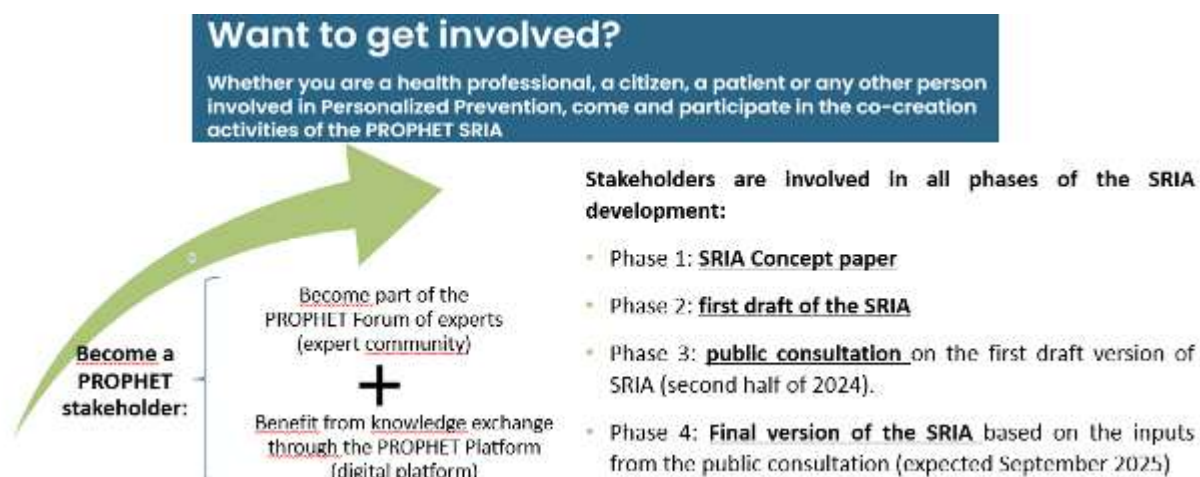 Want to get involved?
Whether you are a health professional, a citizen, a patient or any other person
involved in Personalized Prevention, come and participate in the co-creation
activities of the PROPHET SRIA
Become a
PROPHET
stakeholder:
Become part of the
PROPHET Forum of experts
(expert community)
+
Benefit from knowledge exchange
through the PROPHET Platform
(digital platform)
Stakeholders are involved in all phases of the SRIA
development:
• Phase 1: SRIA Concept paper
• Phase 2: first draft of the SRIA
• Phase 3: public consultation on the first draft version of
SRIA (second half of 2024).
• Phase 4: Final version of the SRIA based on the inputs
from the public consultation (expected September 2025)